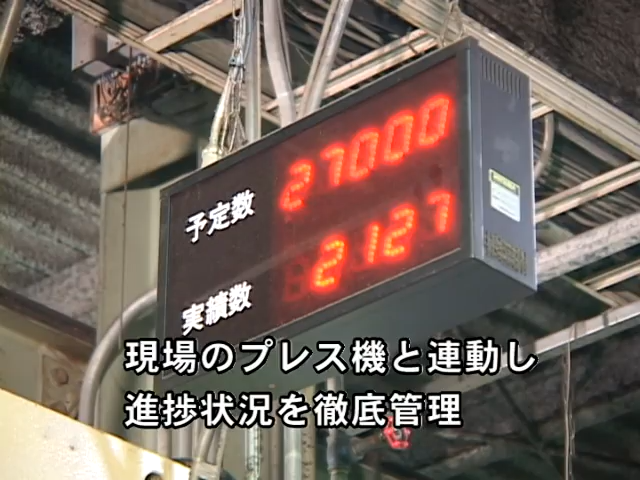 予定数 27000
実績数 2127
現場のプレス機と連動し
進捗状況を徹底管理